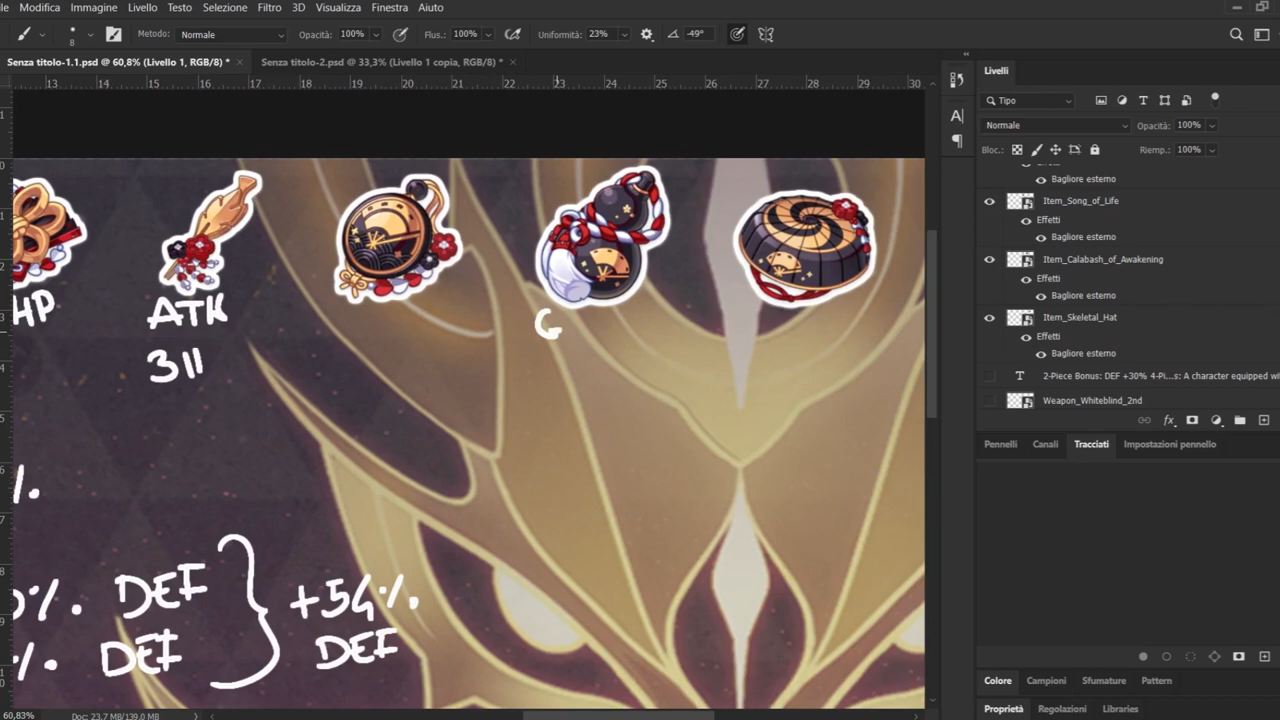 le Modifica Immagine Livello Testo Selezione Filtro 3D Visualizza Finestra Aiuto
8 Metodo: Normale Opacità: 100% Flus.: 100% Uniformità: 23% -49°
Senza titolo-1.1.psd @ 60,8% (Livello 1, RGB/8) * Senza titolo-2.psd @ 33,3% (Livello 1 copia, RGB/8) *
13 14 15 16 17 18 19 20 21 22 23 24 25 26 27 28 29 30
Livelli
Tipo
Normale Opacità: 100%
Bloc.: Riemp.: 100%
Bagliore esterno
Item_Song_of_Life
Effetti
Bagliore esterno
Item_Calabash_of_Awakening
Effetti
Bagliore esterno
Item_Skeletal_Hat
Effetti
Bagliore esterno
2-Piece Bonus: DEF +30% 4-Pi...s: A character equipped wi
Weapon_Whiteblind_2nd
fx
Pennelli Canali Tracciati Impostazioni pennello
HP
ATK
311
G
%.
0%. DEF
%. DEF
+54%.
DEF
Colore Campioni Sfumature Pattern
Proprietà Regolazioni Libraries
60,83% Doc: 23.7 MB/139.0 MB